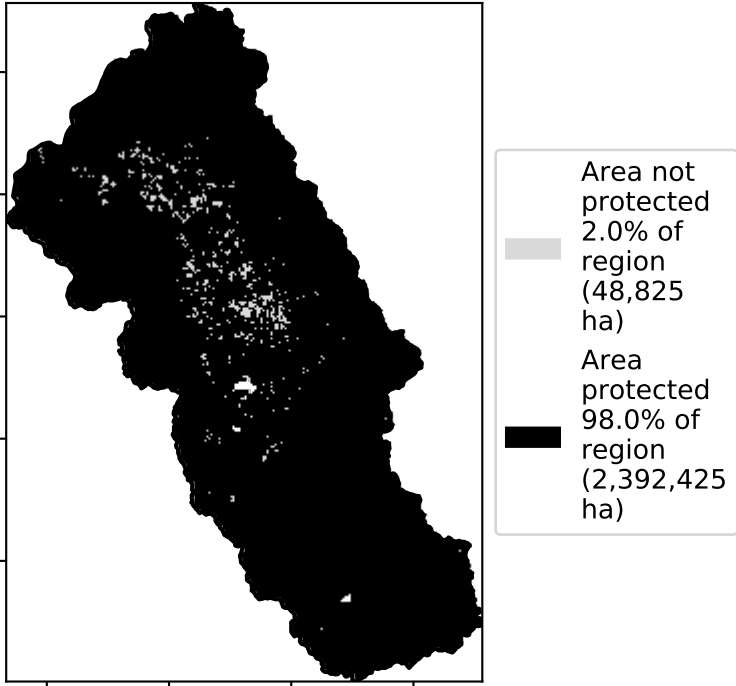 Area not
protected
2.0% of
region
(48,825
ha)
Area
protected
98.0% of
region
(2,392,425
ha)